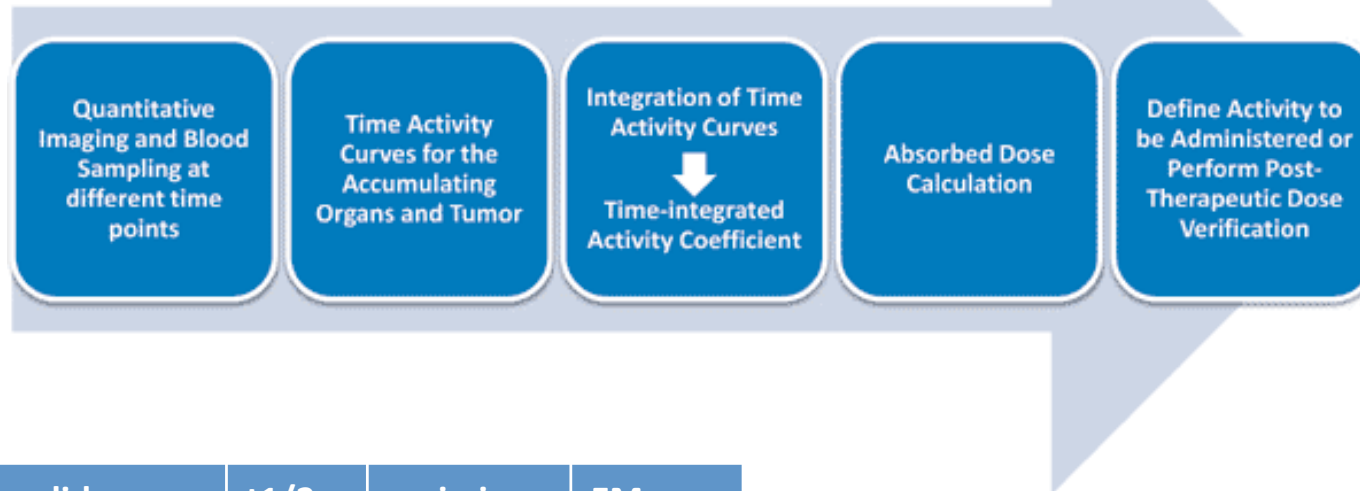 Quantitative
Imaging and Blood
Sampling at
different time
points
Time Activity
Curves for the
Accumulating
Organs and Tumor
Integration of Time
Activity Curves
Time-integrated
Activity Coefficient
Absorbed Dose
Calculation
Define Activity to
be Administered or
Perform Post-
Therapeutic Dose
Verification